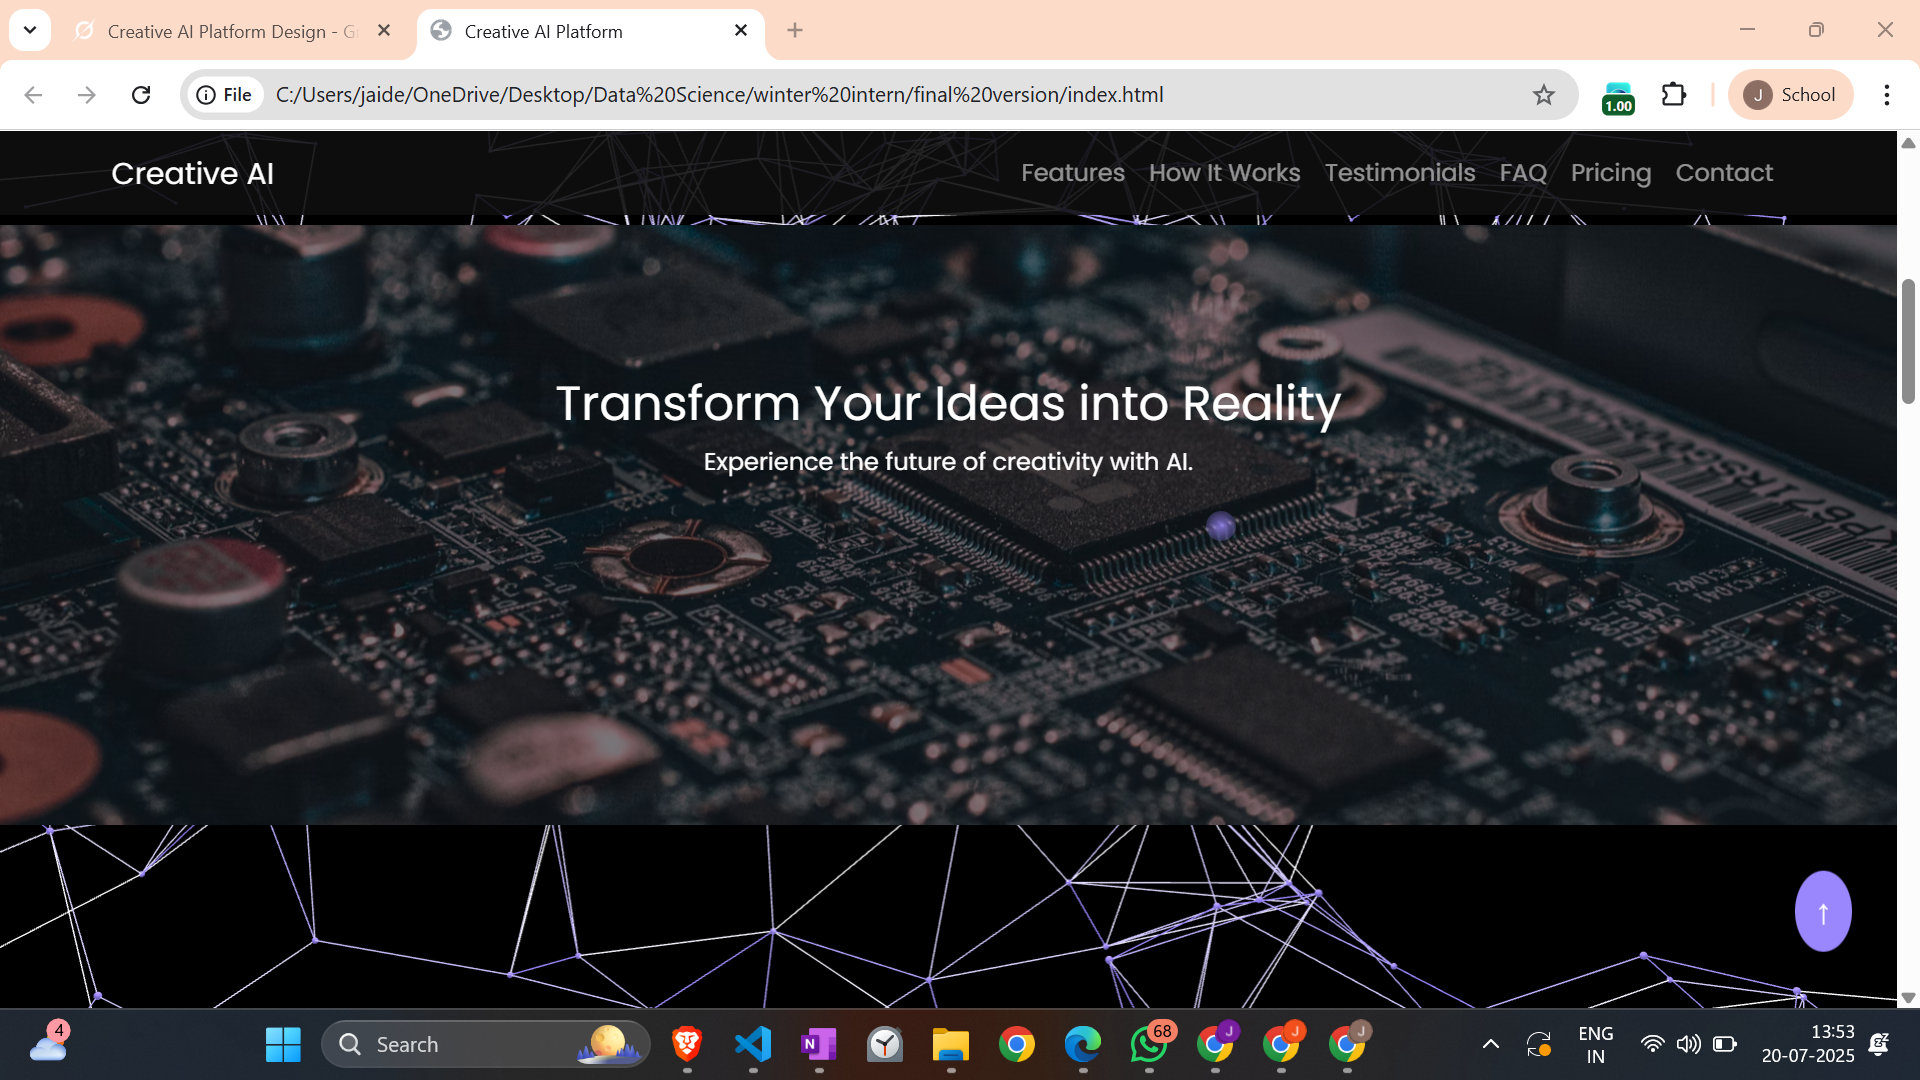 Creative AI Platform Design - G
Creative AI Platform
File
C:/Users/jaide/OneDrive/Desktop/Data%20Science/winter%20intern/final%20version/index.html
1.00
J
School
Creative AI
Features
How It Works
Testimonials
FAQ
Pricing
Contact
Transform Your Ideas into Reality
Experience the future of creativity with AI.
↑
4
Search
N
68
J
J
J
ENG
IN
13:53
20-07-2025